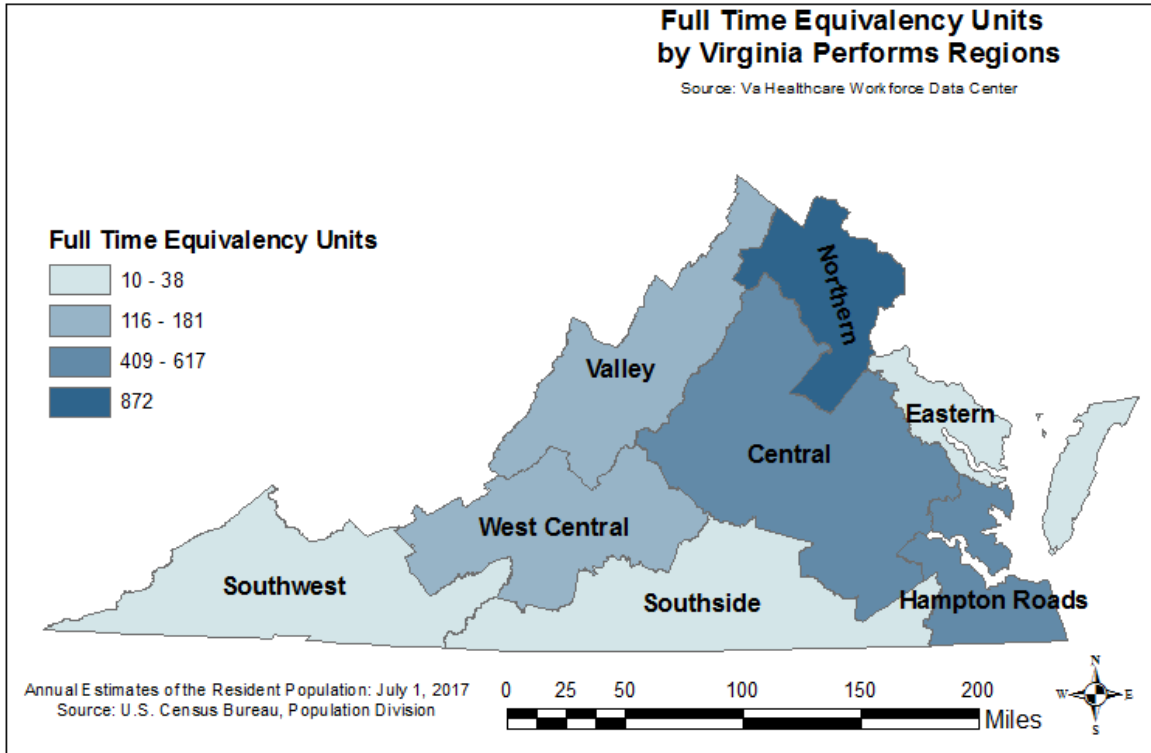 Full Time Equivalency Units
by Virginia Performs Regions
Source: Va Healthcare Workforce Data Center
Full Time Equivalency Units
10 - 38
116 - 181
409 - 617
872
Northern
Valley
Eastern
Central
West Central
Southwest
Southside
Hampton Roads
Annual Estimates of the Resident Population: July 1, 2017
Source: U.S. Census Bureau, Population Division
0 25 50 100 150 200
Miles
N
W E
S